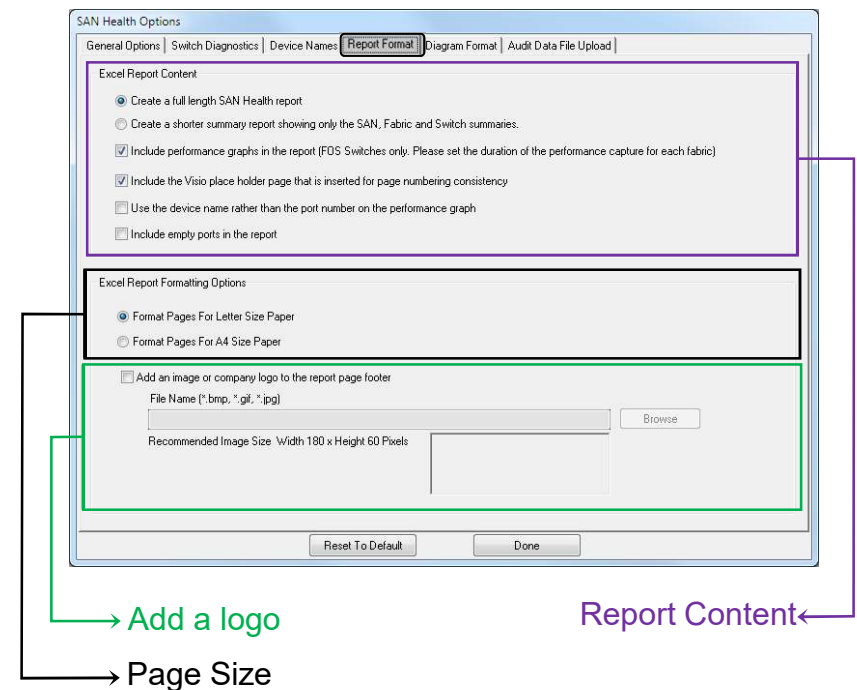 SAN Health Options
General Options Switch Diagnostics Device Names Report Format Diagram Format Audit Data File Upload
Excel Report Content
Create a full length SAN Health report
Create a shorter summary report showing only the SAN, Fabric and Switch summaries.
Include performance graphs in the report (FOS Switches only. Please set the duration of the performance capture for each fabric)
Include the Visio place holder page that is inserted for page numbering consistency
Use the device name rather than the port number on the performance graph
Include empty ports in the report
Excel Report Formatting Options
Format Pages For Letter Size Paper
Format Pages For A4 Size Paper
Add an image or company logo to the report page footer
File Name (*.bmp, *.gif, *.jpg)
Browse
Recommended Image Size Width 180 x Height 60 Pixels
Reset To Default Done
Add a logo
Report Content
Page Size